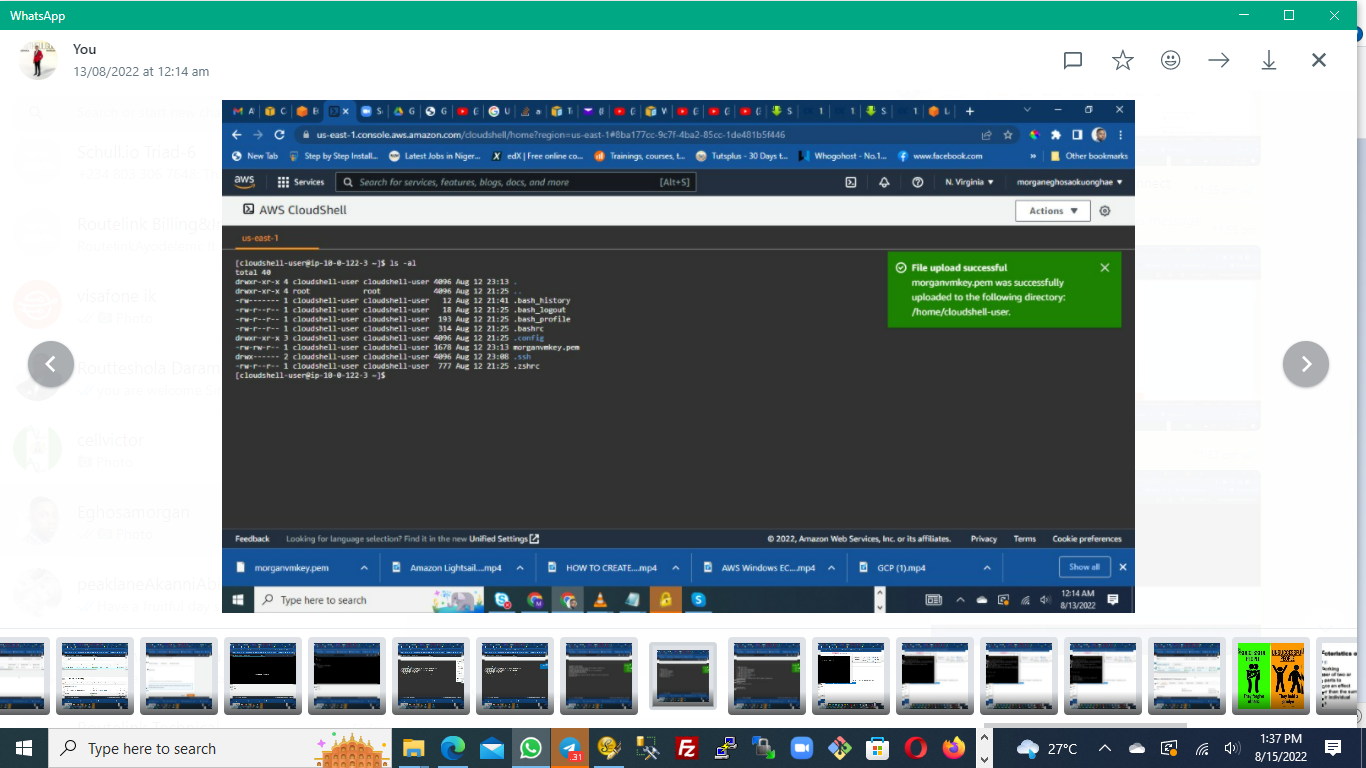 WhatsApp
You
13/08/2022 at 12:14 am
us-east-1.console.aws.amazon.com/cloudshell/home?region=us-east-1#8ba177cc-9c7f-4ba2-85cc-1de481b5f446
New Tab Step by Step Install... Latest Jobs in Niger... edX | Free online co... Trainings, courses, t... Tutsplus - 30 Days t... Whogohost - No.1... www.facebook.com » Other bookmarks
aws Services Search for services, features, blogs, docs, and more [Alt+S] N. Virginia ▼ morganeghosaokuonghae ▼
AWS CloudShell Actions ▼
us-east-1
[cloudshell-user@ip-10-0-122-3 ~]$ ls -al
total 40
drwxr-xr-x 4 cloudshell-user cloudshell-user 4096 Aug 12 23:13 .
drwxr-xr-x 4 root root 4096 Aug 12 21:25 ..
-rw------- 1 cloudshell-user cloudshell-user 12 Aug 12 21:41 .bash_history
-rw-r--r-- 1 cloudshell-user cloudshell-user 18 Aug 12 21:25 .bash_logout
-rw-r--r-- 1 cloudshell-user cloudshell-user 193 Aug 12 21:25 .bash_profile
-rw-r--r-- 1 cloudshell-user cloudshell-user 314 Aug 12 21:25 .bashrc
drwxr-xr-x 3 cloudshell-user cloudshell-user 4096 Aug 12 21:25 .config
-rw-rw-r-- 1 cloudshell-user cloudshell-user 1678 Aug 12 23:13 morganvmkey.pem
drwx------ 2 cloudshell-user cloudshell-user 4096 Aug 12 23:08 .ssh
-rw-r--r-- 1 cloudshell-user cloudshell-user 777 Aug 12 21:25 .zshrc
[cloudshell-user@ip-10-0-122-3 ~]$
File upload successful
morganvmkey.pem was successfully
uploaded to the following directory:
/home/cloudshell-user.
Feedback Looking for language selection? Find it in the new Unified Settings © 2022, Amazon Web Services, Inc. or its affiliates. Privacy Terms Cookie preferences
morganvmkey.pem Amazon Lightsail....mp4 HOW TO CREATE....mp4 AWS Windows EC....mp4 GCP (1).mp4 Show all
Type here to search 12:14 AM
8/13/2022
Schull.io Triad-6
visafone ik
Photo
cellvictor
Photo
Eghosamorgan
Photo
Type here to search 31 27°C 1:37 PM
8/15/2022